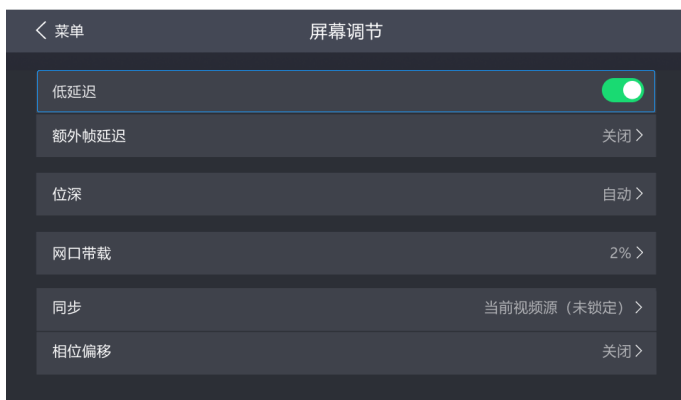 菜单
屏幕调节
低延迟
额外帧延迟 关闭
位深 自动
网口带载 2%
同步 当前视频源（未锁定）
相位偏移 关闭